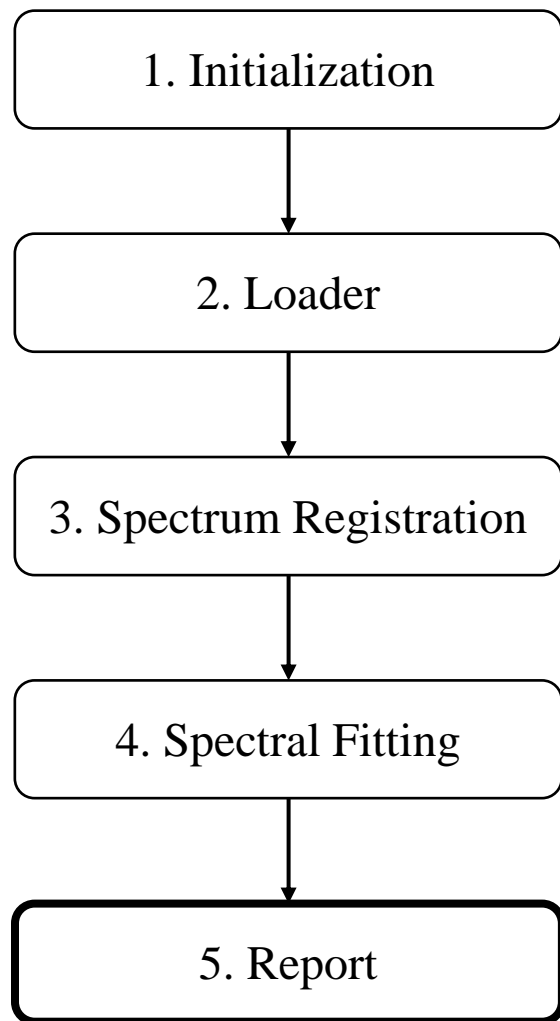 1. Initialization
2. Loader
3. Spectrum Registration
4. Spectral Fitting
5. Report